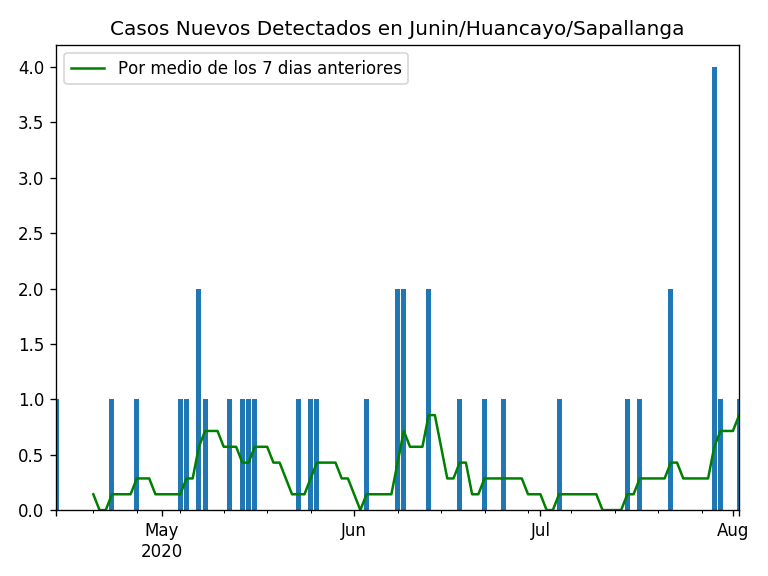 Casos Nuevos Detectados en Junin/Huancayo/Sapallanga
Por medio de los 7 dias anteriores
4.0
3.5
3.0
2.5
2.0
1.5
1.0
0.5
0.0
May
2020
Jun
Jul
Aug